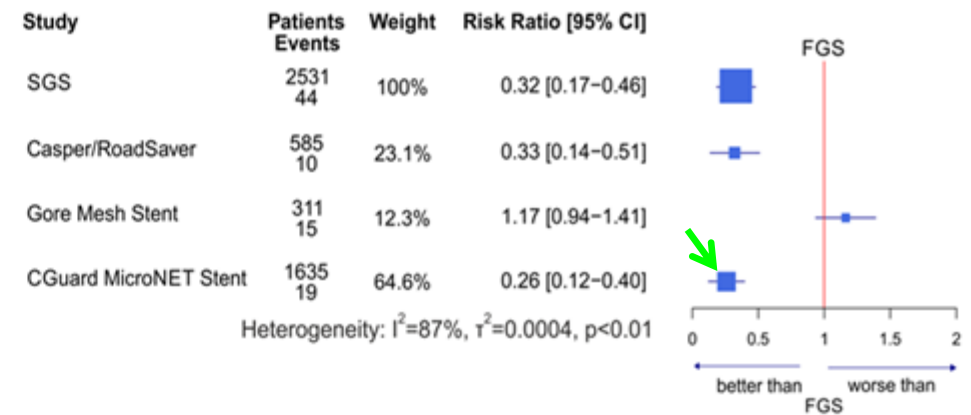 Study Patients Events Weight Risk Ratio [95% CI]
FGS
SGS 2531 44 100% 0.32 [0.17−0.46]
Casper/RoadSaver 585 10 23.1% 0.33 [0.14−0.51]
Gore Mesh Stent 311 15 12.3% 1.17 [0.94−1.41]
CGuard MicroNET Stent 1635 19 64.6% 0.26 [0.12−0.40]
Heterogeneity: I²=87%, τ²=0.0004, p<0.01
0 0.5 1 1.5 2
better than worse than
FGS